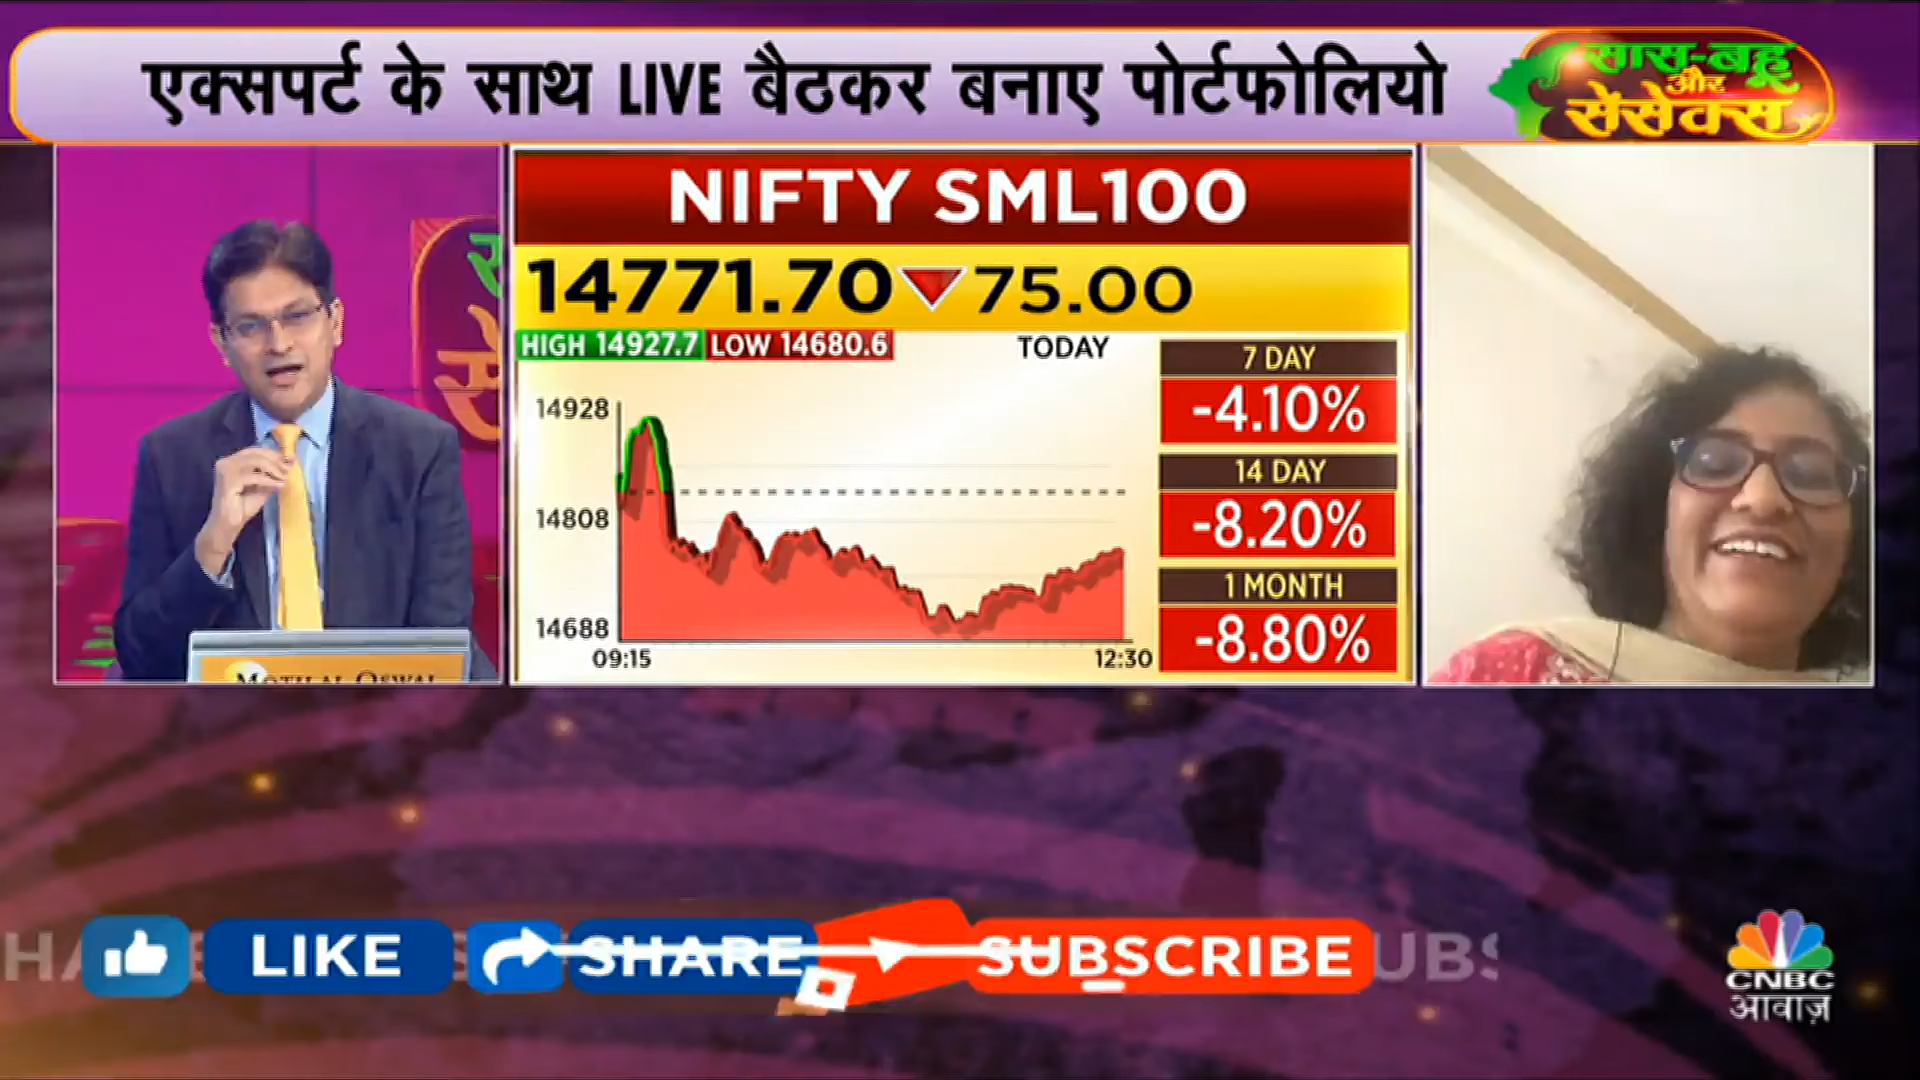 एक्सपर्ट के साथ LIVE बैठकर बनाए पोर्टफोलियो
सास-बहू
और
सेंसेक्स
NIFTY SML100
14771.70 ▼ 75.00
HIGH 14927.7 LOW 14680.6
TODAY
14928
14808
14688
09:15
12:30
7 DAY
-4.10%
14 DAY
-8.20%
1 MONTH
-8.80%
MOTILAL OSWAL
LIKE
SHARE
SUBSCRIBE
CNBC
आवाज़